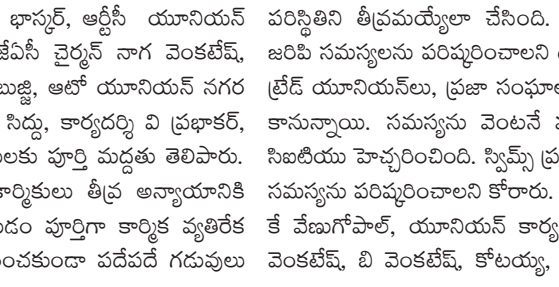 భాస్కర్, ఆర్టీసీ యూనియన్
జేఏసీ చైర్మన్ నాగ వెంకటేష్,
బుజ్జి, ఆటో యూనియన్ నగర
సిద్దు, కార్యదర్శి వి ప్రభాకర్,
లకు పూర్తి మద్దతు తెలిపారు.
కార్మికులు తీవ్ర అన్యాయానికి
పూర్తిగా కార్మిక వ్యతిరేక
పదేపదే గడువులు
పరిస్థితిని తీవ్రమయ్యేలా చేసింది.
జరిపి సమస్యలను పరిష్కరించాలని
ట్రేడ్ యూనియన్‌లు, ప్రజా
కానున్నాయి. సమస్యను వెంటనే
సిఐటియు హెచ్చరించింది. స్విమ్స్
సమస్యను పరిష్కరించాలని కోరారు.
కే వేణుగోపాల్, యూనియన్
వెంకటేష్, బి వెంకటేష్, కోటయ్య,